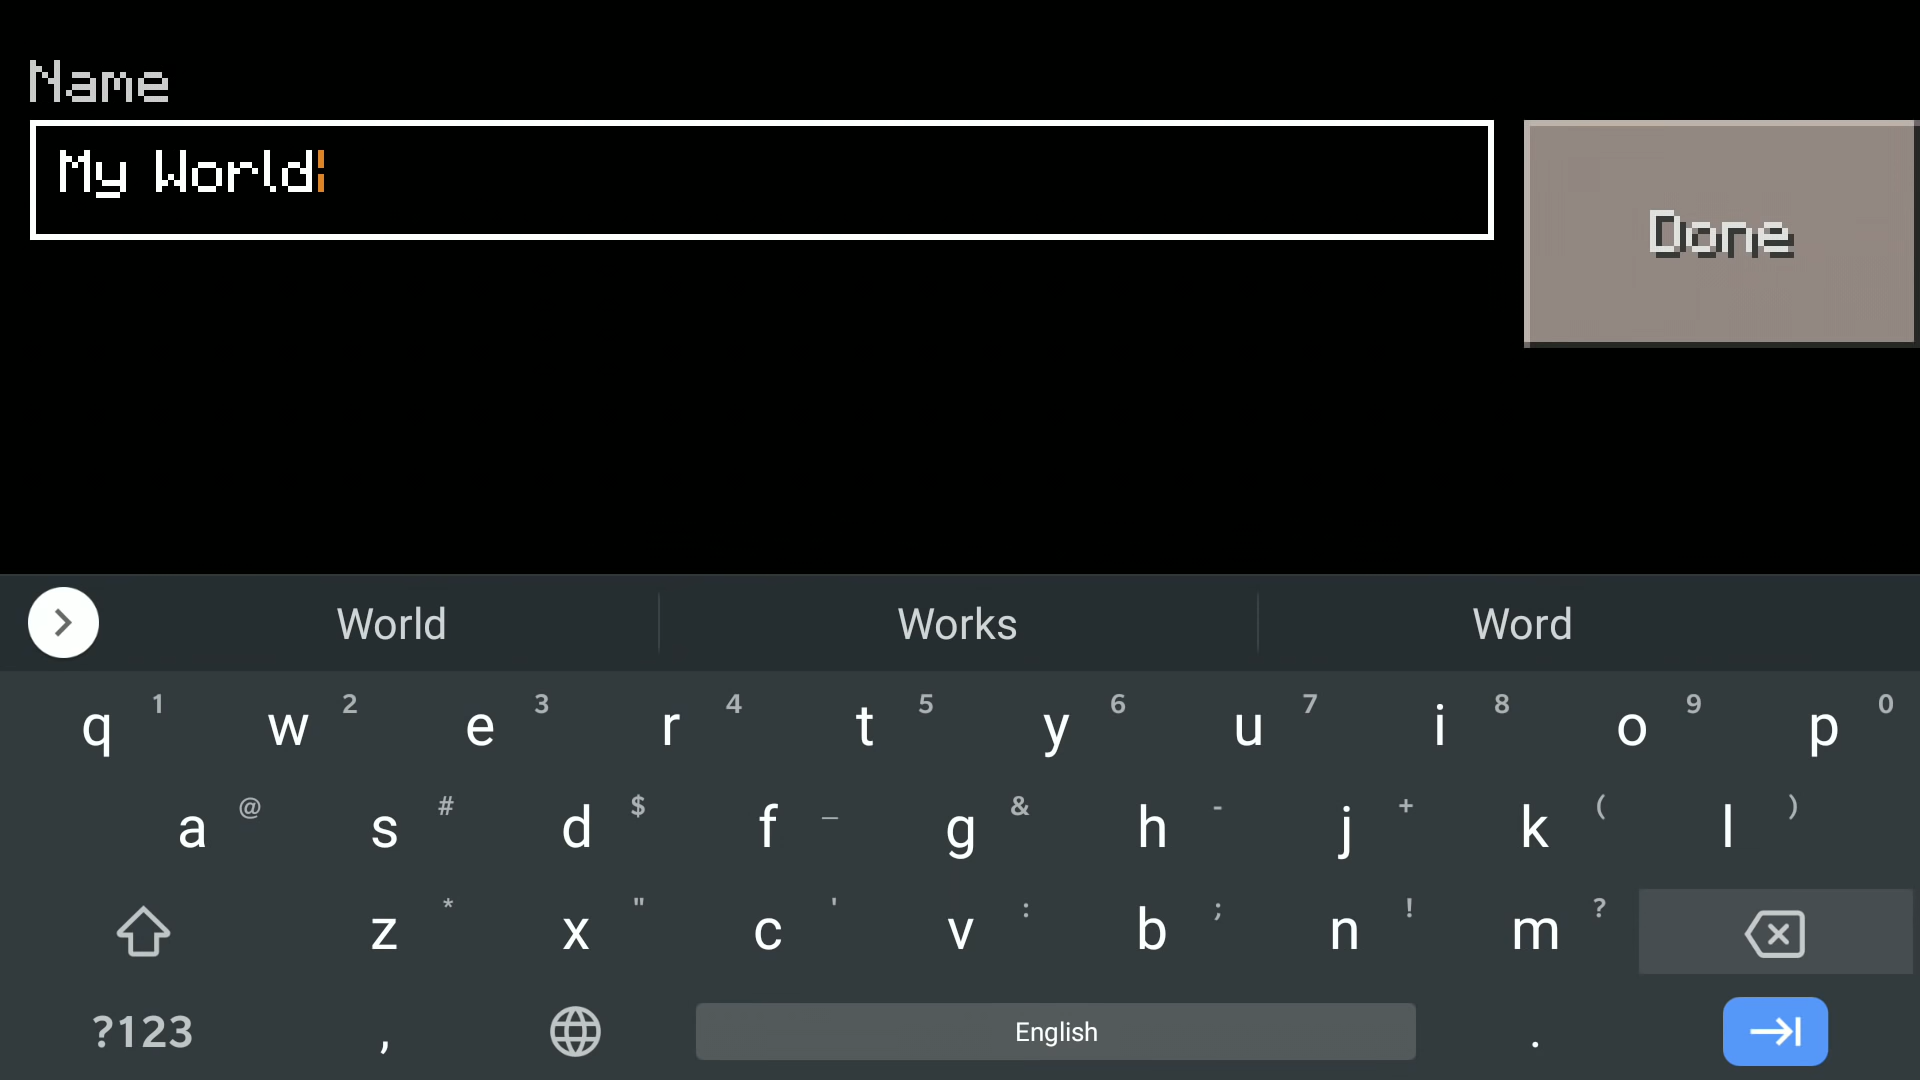 Name
My World
Done
World Works Word
q 1 w 2 e 3 r 4 t 5 y 6 u 7 i 8 o 9 p 0
a @ s # d $ f _ g & h - j + k ( l )
z * x " c ' v : b ; n ! m ?
?123 , English .